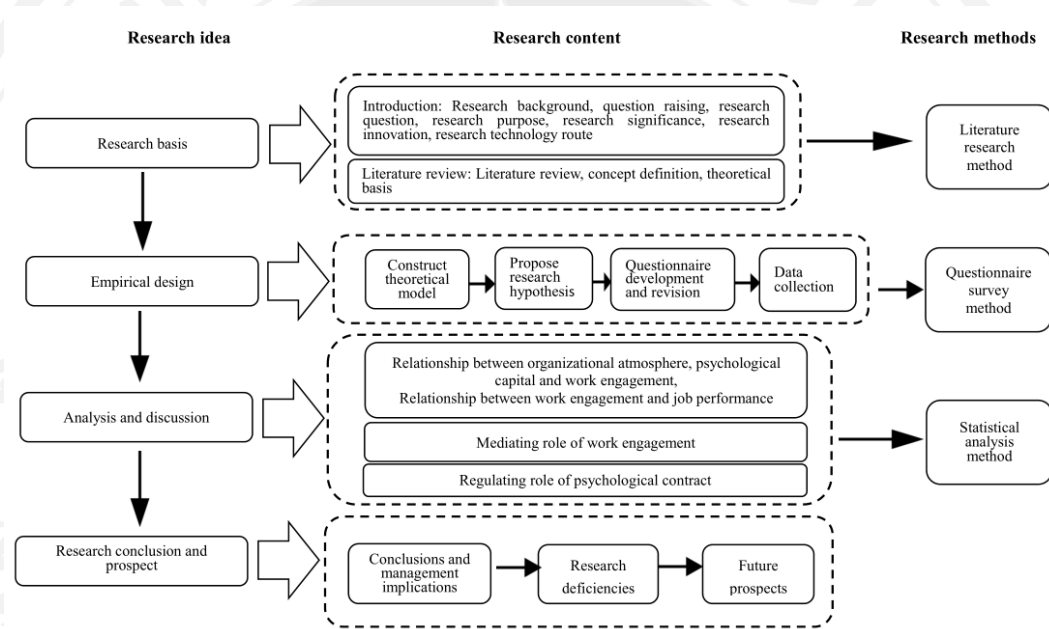 Research idea
Research content
Research methods
Research basis
Introduction: Research background, question raising, research
question, research purpose, research significance, research
innovation, research technology route
Literature review: Literature review, concept definition, theoretical
basis
Literature
research
method
Empirical design
Construct
theoretical
model
Propose
research
hypothesis
Questionnaire
development
and revision
Data
collection
Questionnaire
survey
method
Analysis and discussion
Relationship between organizational atmosphere, psychological
capital and work engagement,
Relationship between work engagement and job performance
Mediating role of work engagement
Regulating role of psychological contract
Statistical
analysis
method
Research conclusion and
prospect
Conclusions and
management
implications
Research
deficiencies
Future
prospects